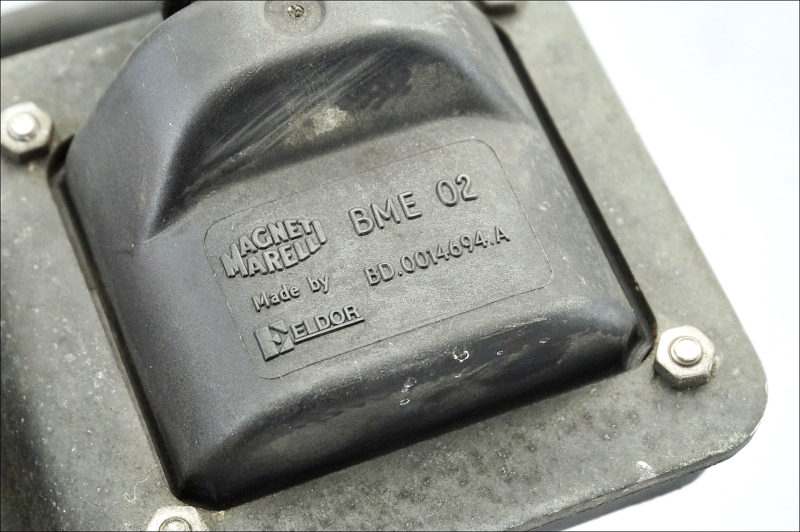 MAGNETI
MARELLI
BME 02
Made by
BD.0014694.A
ELDOR